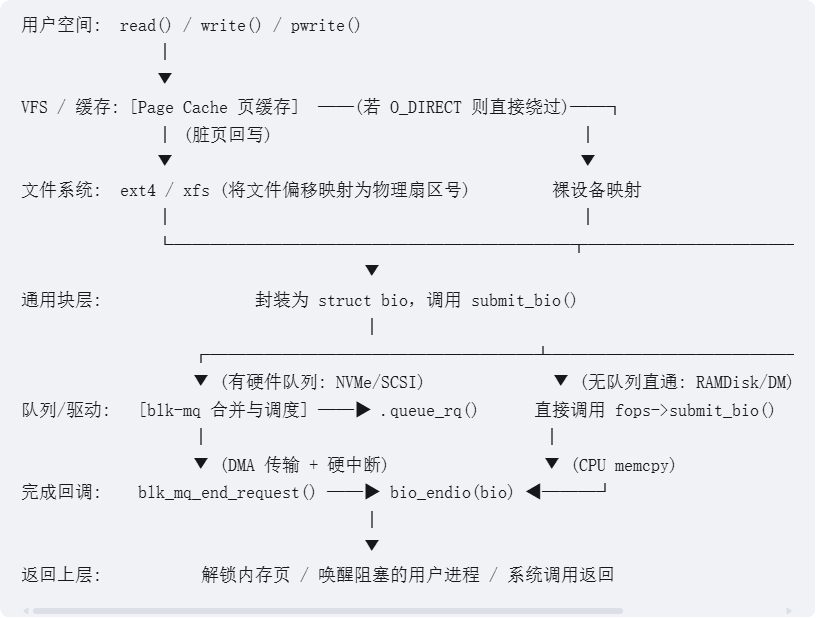 用户空间: read() / write() / pwrite()
VFS / 缓存: [Page Cache 页缓存] ──(若 O_DIRECT 则直接绕过)──┐
(脏页回写)
文件系统: ext4 / xfs (将文件偏移映射为物理扇区号) 裸设备映射
通用块层: 封装为 struct bio，调用 submit_bio()
(有硬件队列: NVMe/SCSI) (无队列直通: RAMDisk/DM)
队列/驱动: [blk-mq 合并与调度] ──▶ .queue_rq() 直接调用 fops->submit_bio()
(DMA 传输 + 硬中断) (CPU memcpy)
完成回调: blk_mq_end_request() ──▶ bio_endio(bio) ◀───┘
返回上层: 解锁内存页 / 唤醒阻塞的用户进程 / 系统调用返回